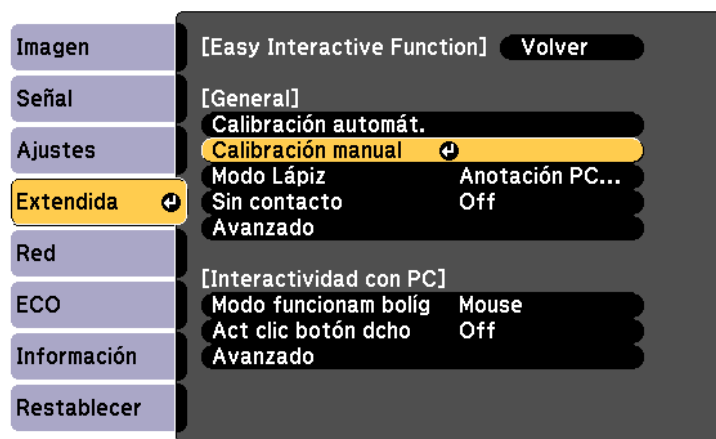 Imagen
Señal
Ajustes
Extendida
Red
ECO
Información
Restablecer
[Easy Interactive Function] Volver
[General]
Calibración automát.
Calibración manual
Modo Lápiz Anotación PC...
Sin contacto Off
Avanzado
[Interactividad con PC]
Modo funcionam bolíg Mouse
Act clic botón dcho Off
Avanzado